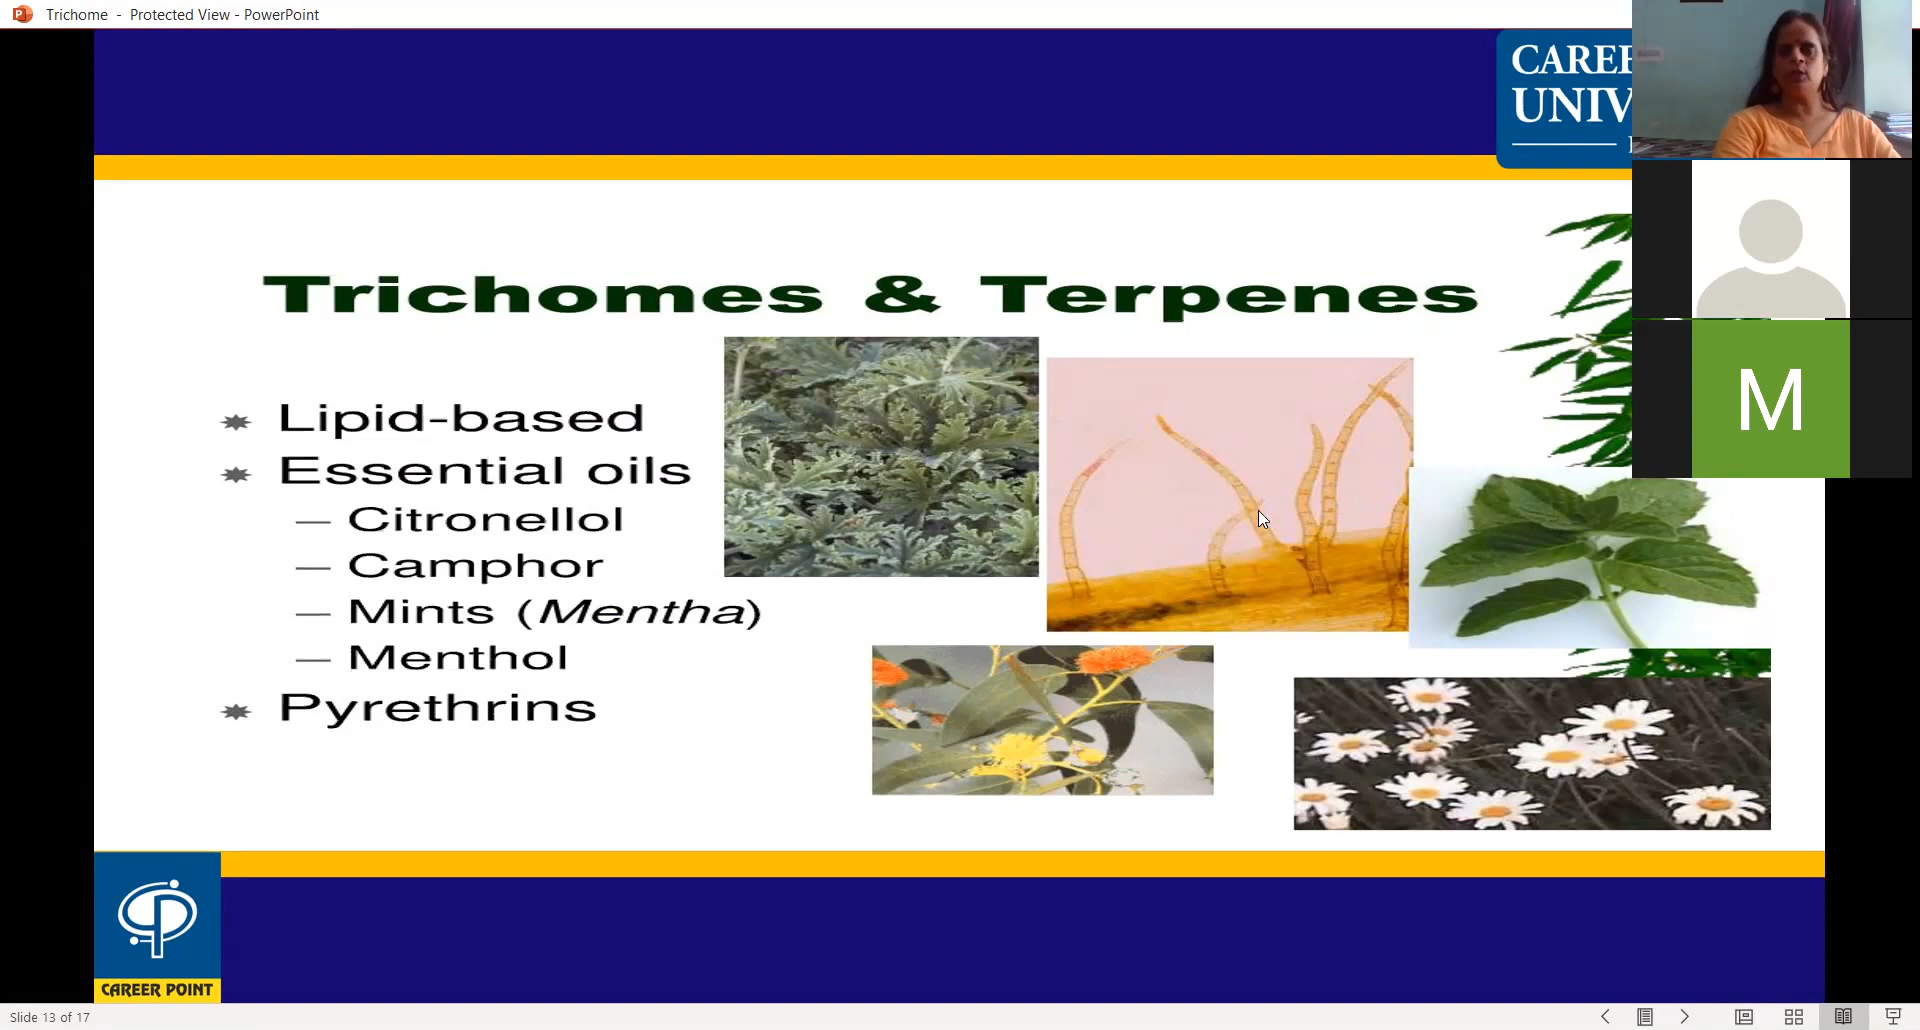 Trichome - Protected View - PowerPoint
CAREE
UNIV
Trichomes & Terpenes
Lipid-based
Essential oils
— Citronellol
— Camphor
— Mints (Mentha)
— Menthol
Pyrethrins
M
CAREER POINT
Slide 13 of 17